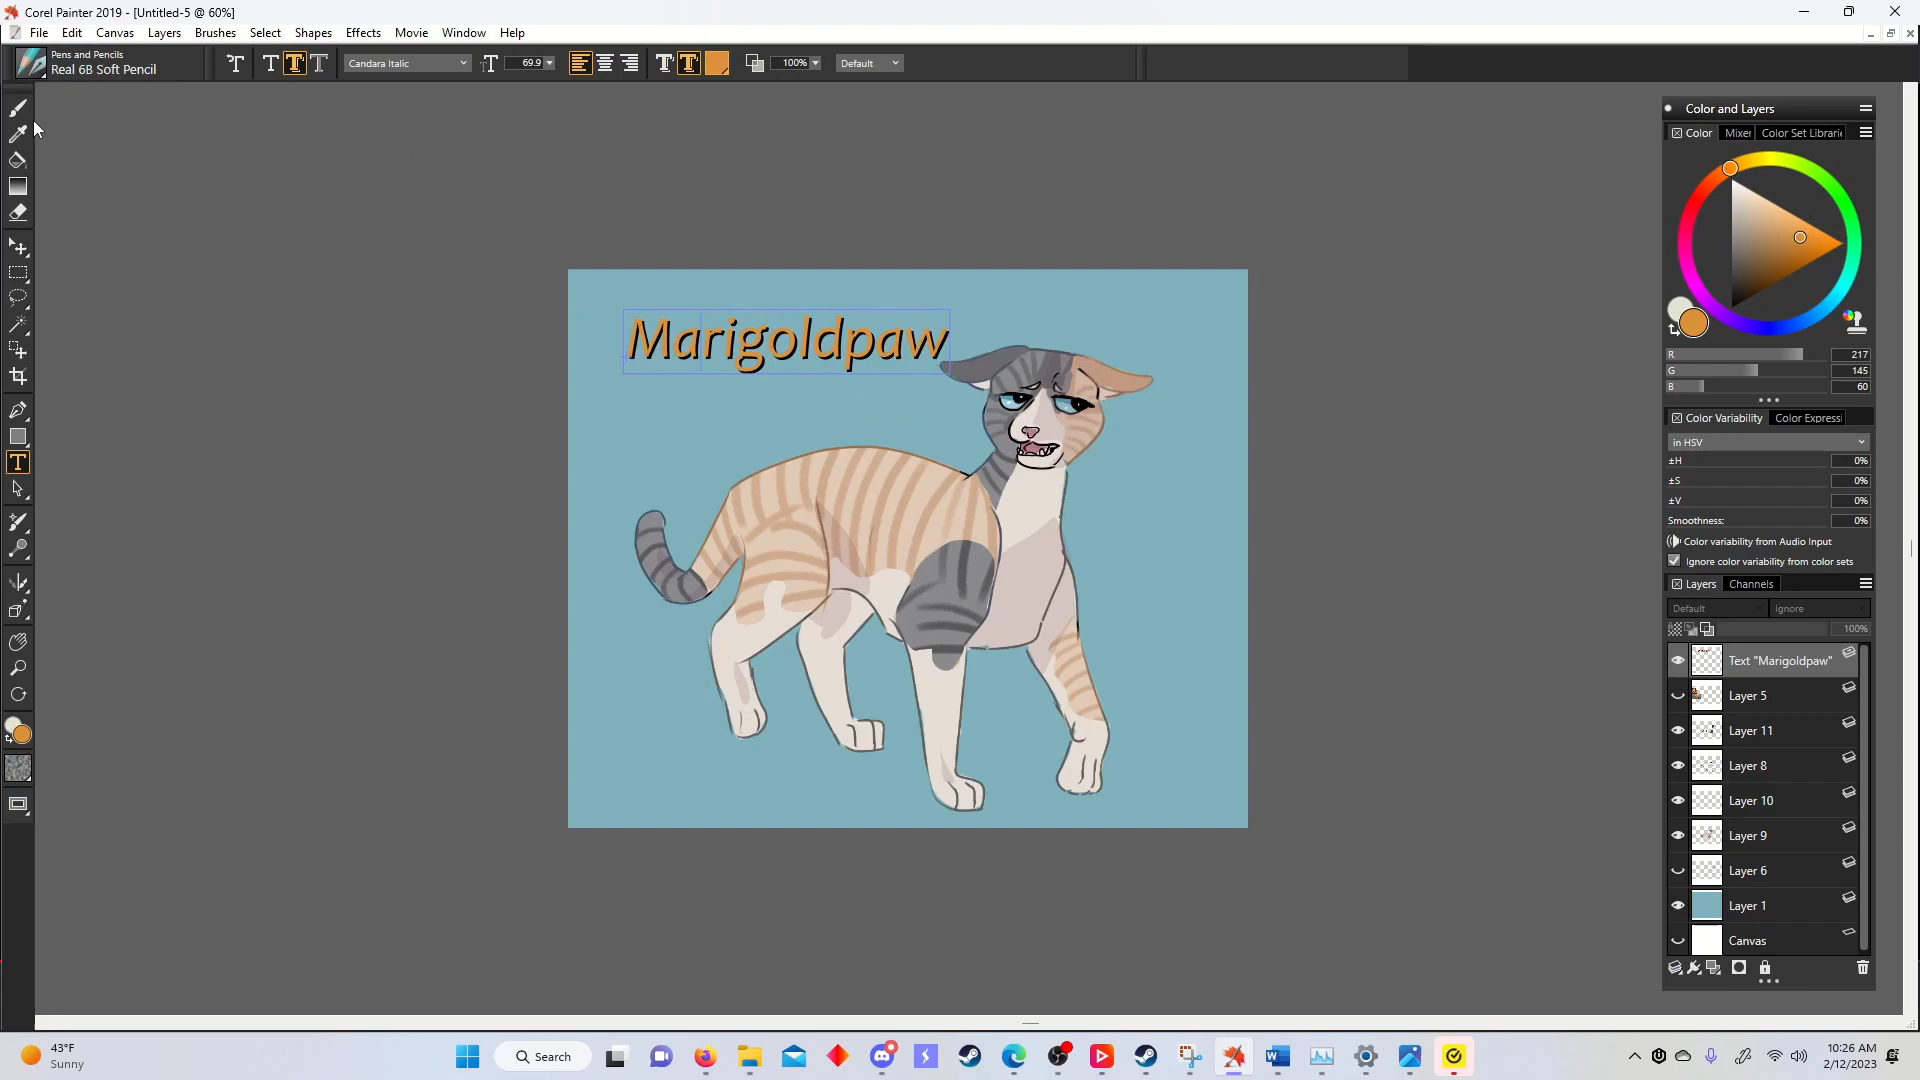 Corel Painter 2019 - [Untitled-5 @ 60%]
File Edit Canvas Layers Brushes Select Shapes Effects Movie Window Help
Pens and Pencils
Real 6B Soft Pencil
Candara Italic 69.9 100% Default
Color and Layers
Color Mixer Color Set Librari
Marigoldpaw
R 217
G 145
B 60
Color Variability Color Expressi
in HSV
±H 0%
±S 0%
±V 0%
Smoothness: 0%
Color variability from Audio Input
Ignore color variability from color sets
Layers Channels
Default Ignore
100%
Text "Marigoldpaw"
Layer 5
Layer 11
Layer 8
Layer 10
Layer 9
Layer 6
Layer 1
Canvas
43°F
Sunny
Search
10:26 AM
2/12/2023